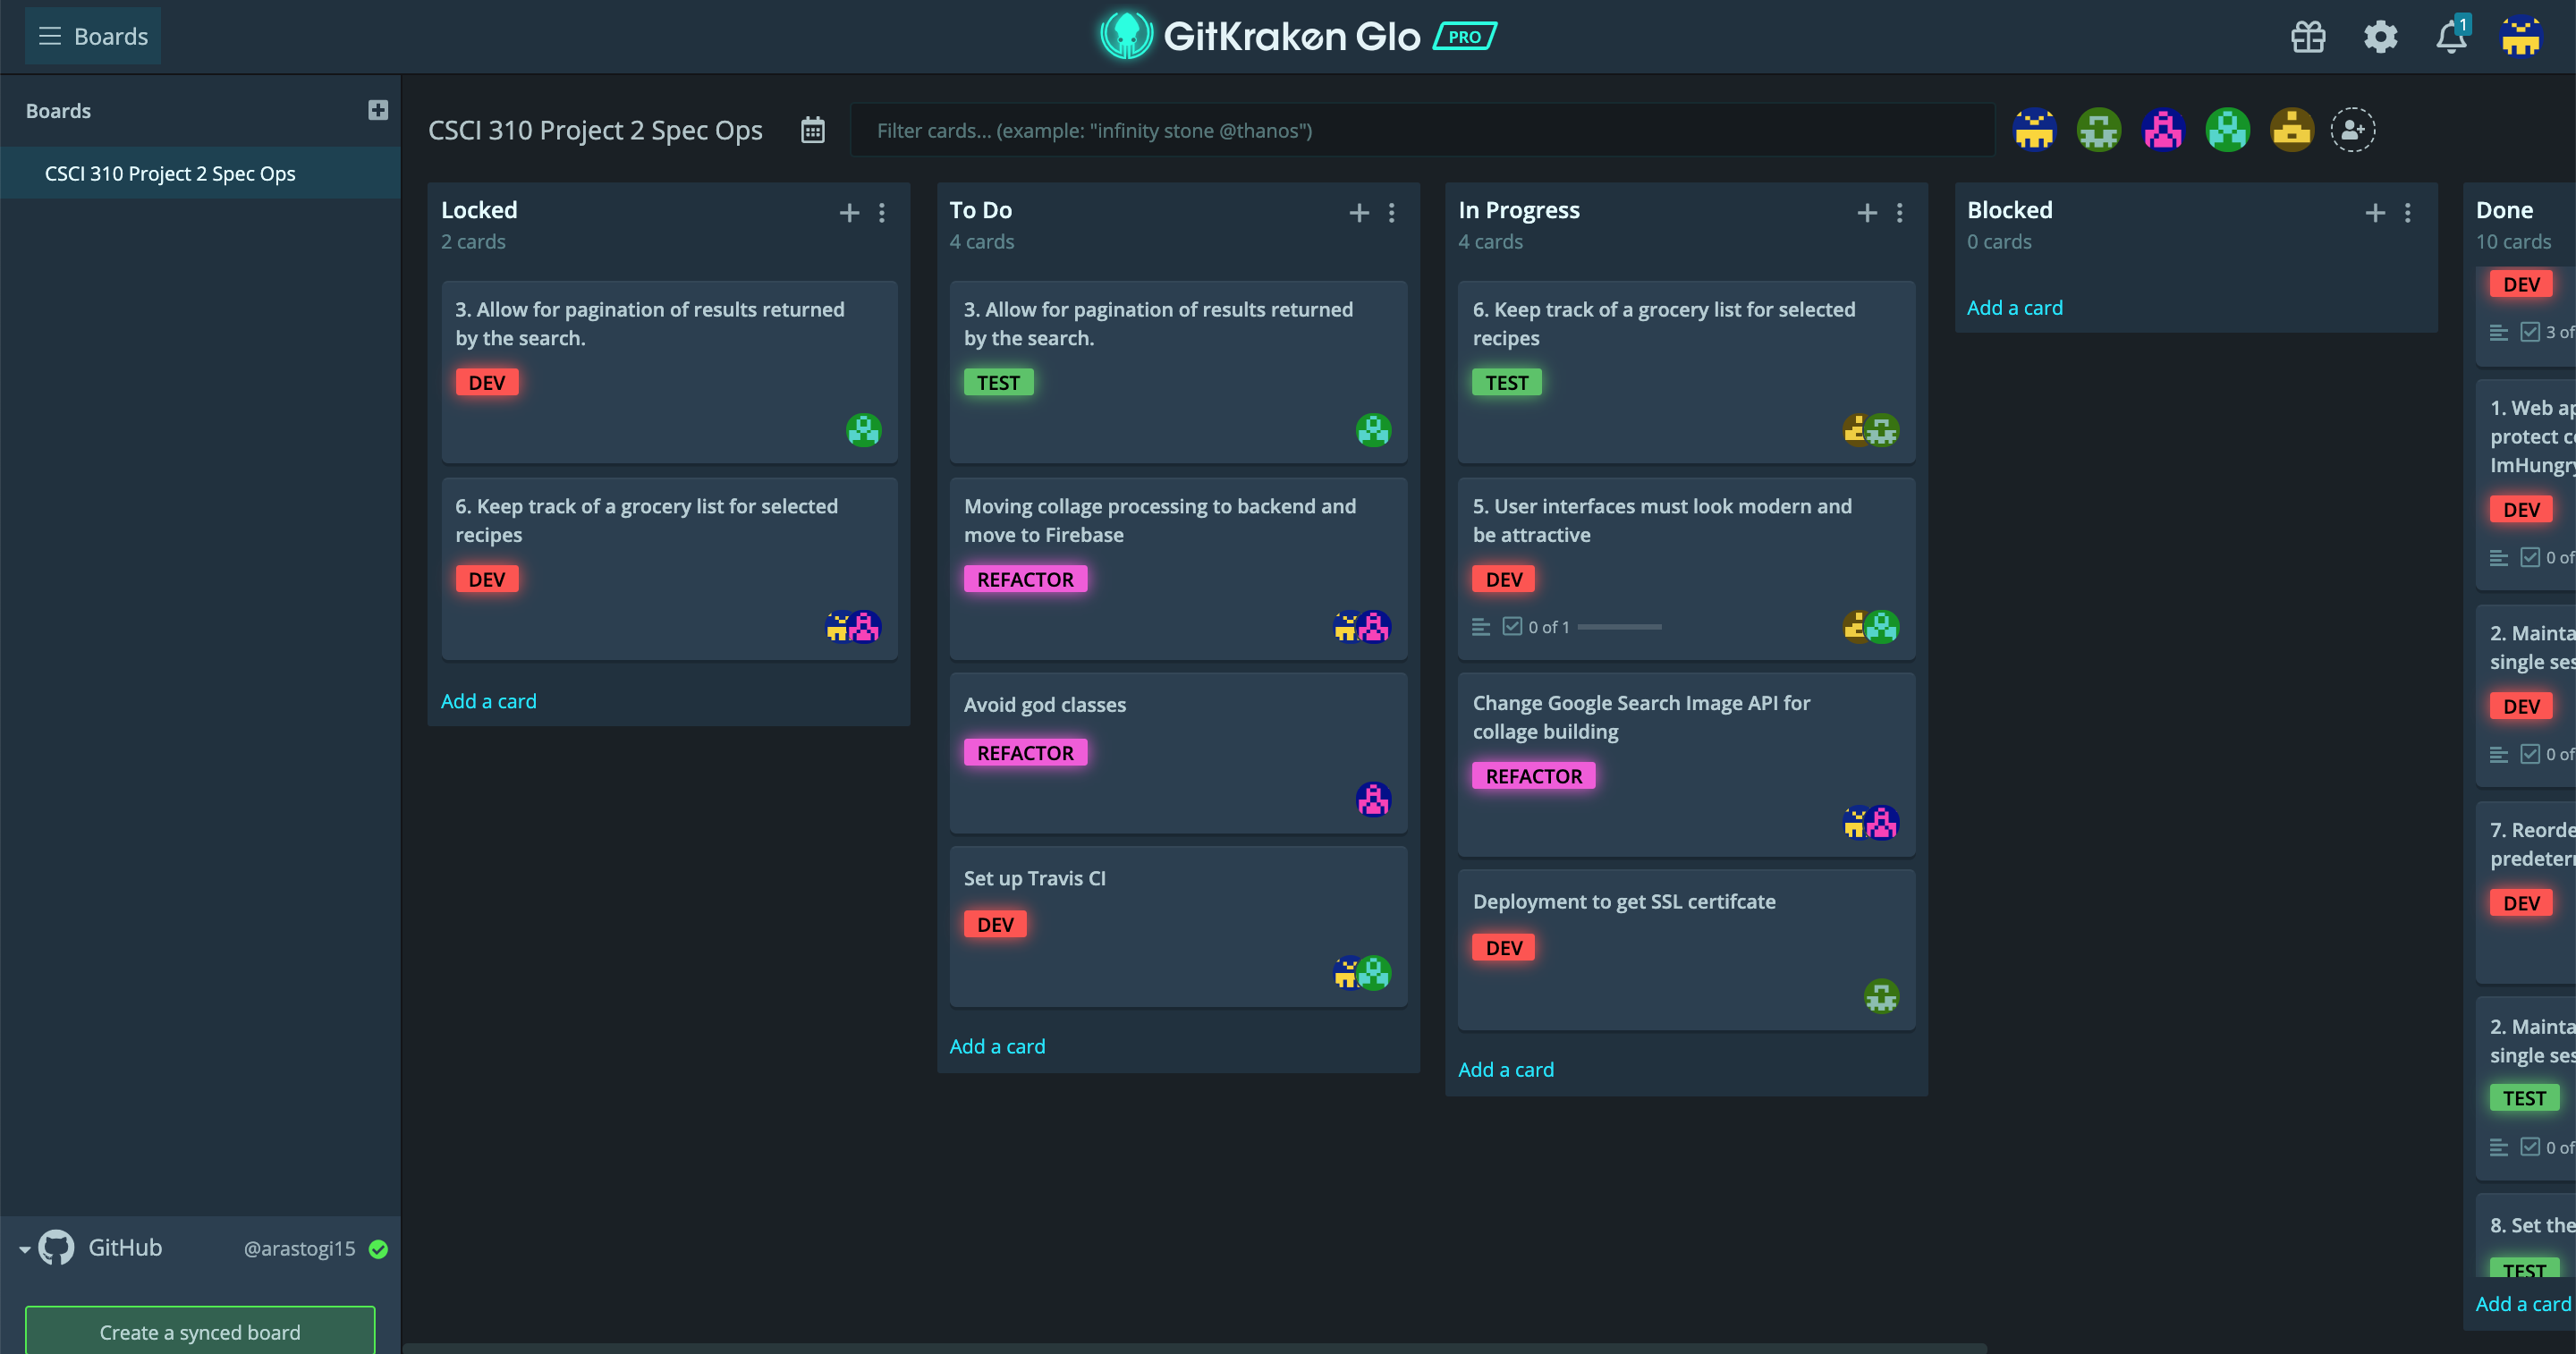 Boards
GitKraken Glo PRO
1
Boards
CSCI 310 Project 2 Spec Ops
CSCI 310 Project 2 Spec Ops
Filter cards... (example: "infinity stone @thanos")
Locked
2 cards
3. Allow for pagination of results returned
by the search.
DEV
6. Keep track of a grocery list for selected
recipes
DEV
Add a card
To Do
4 cards
3. Allow for pagination of results returned
by the search.
TEST
Moving collage processing to backend and
move to Firebase
REFACTOR
Avoid god classes
REFACTOR
Set up Travis CI
DEV
Add a card
In Progress
4 cards
6. Keep track of a grocery list for selected
recipes
TEST
5. User interfaces must look modern and
be attractive
DEV
0 of 1
Change Google Search Image API for
collage building
REFACTOR
Deployment to get SSL certifcate
DEV
Add a card
Blocked
0 cards
Add a card
Done
10 cards
DEV
3 of
1. Web
protect
ImHungry
DEV
0 of
2.
single
DEV
0 of
7.
DEV
2.
single
TEST
0 of
8. Set the
TEST
Add a card
GitHub
@arastogi15
Create a synced board